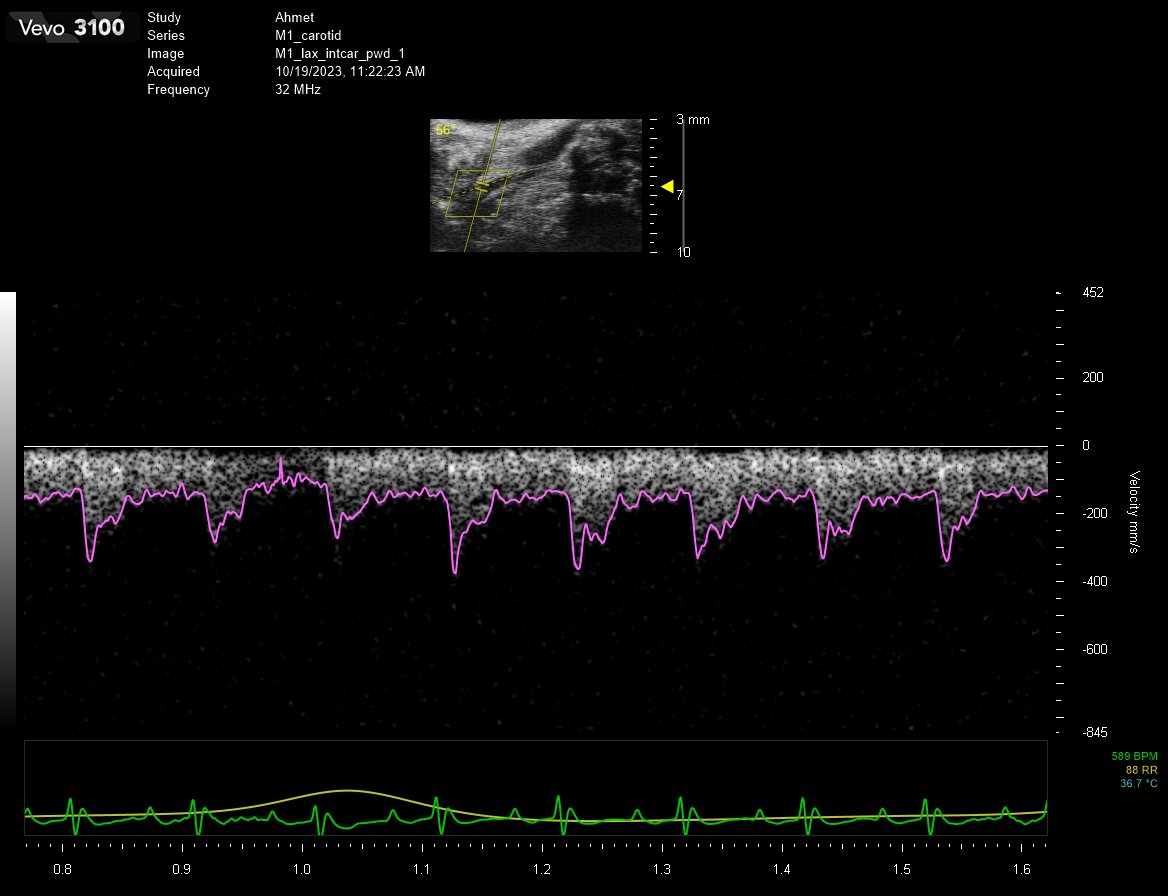 Vevo 3100
Study Ahmet
Series M1_carotid
Image M1_lax_intcar_pwd_1
Acquired 10/19/2023, 11:22:23 AM
Frequency 32 MHz
56°
3 mm
7
10
452
200
0
-200
-400
-600
-845
Velocity mm/s
589 BPM
88 RR
36.7 °C
0.8 0.9 1.0 1.1 1.2 1.3 1.4 1.5 1.6